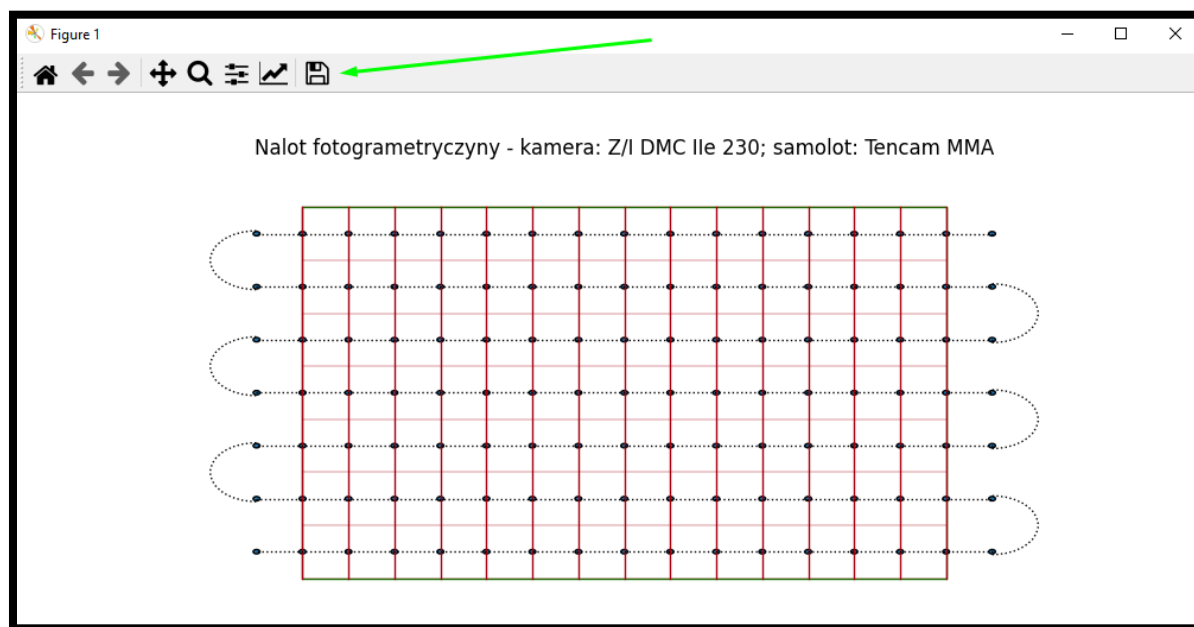 Figure 1
Nalot fotogrametryczyny - kamera: Z/I DMC IIe 230; samolot: Tencam MMA